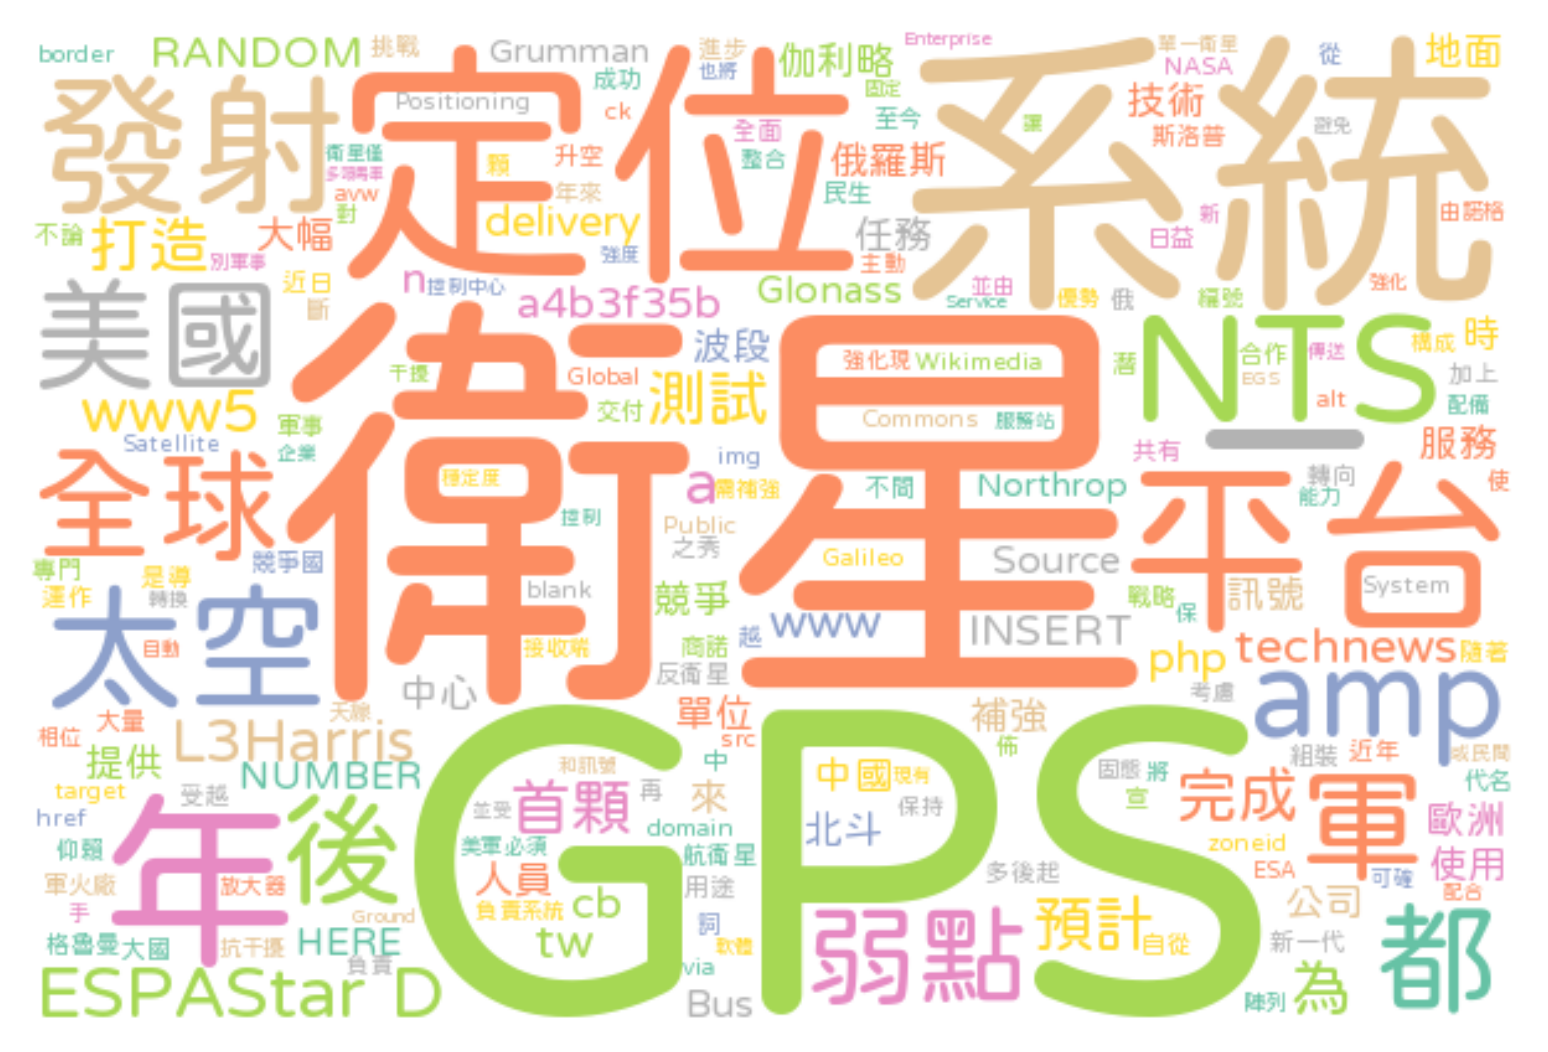 border
RANDOM
挑戰
Grumman
進步
伽利略
Enterprise
單一衛星
從
地面
發射
定位
系統
成功
也將
固定
NASA
Positioning
ck
全面
至今
讓
技術
避免
斯洛普
衛星僅
多項馬軍
顆
升空
整合
俄羅斯
avw
年來
民生
對
不論
打造
大幅
delivery
任務
新
由諾格
別軍事
強度
主動
日益
近日
n
控制中心
a4b3f35b
Glonass
並由
優勢
俄
編號
強化
斷
Service
美國
衛星
波段
強化現
Wikimedia
潛
NTS
合作
傳送
構成
時
干擾
Global
EGS
加上
www5
軍事
交付
測試
Commons
服務站
alt
配備
Satellite
企業
共有
服務
全球
img
穩定度
a
需補強
不間
Northrop
平台
轉向
能力
使
控制
Public
之秀
競爭國
Galileo
Source
專門
是導
運作
轉換
blank
競爭
戰略
保
訊號
System
太空
目動
接收端
商諾
越
www
INSERT
php
technews
隨著
中心
反衛星
考慮
amp
天線
相位
大量
L3Harris
單位
src
補強
佈
組裝
近年
或民間
提供
NUMBER
GPS
和訊號
中
中國
現有
固態
將
代名
target
受越
並受
首顆
再
來
保持
宣
完成
軍
歐洲
href
年
後
domain
北斗
zoneid
仰賴
美軍必須
航衛星
ESA
使用
軍火廠
放大器
人員
用途
多後起
可確
配合
手
Ground
負責系統
cb
詞
弱點
預計
公司
都
格魯曼
大國
抗干擾
HERE
負責
tw
軟體
自從
新一代
ESPAStar D
via
Bus
陣列
為